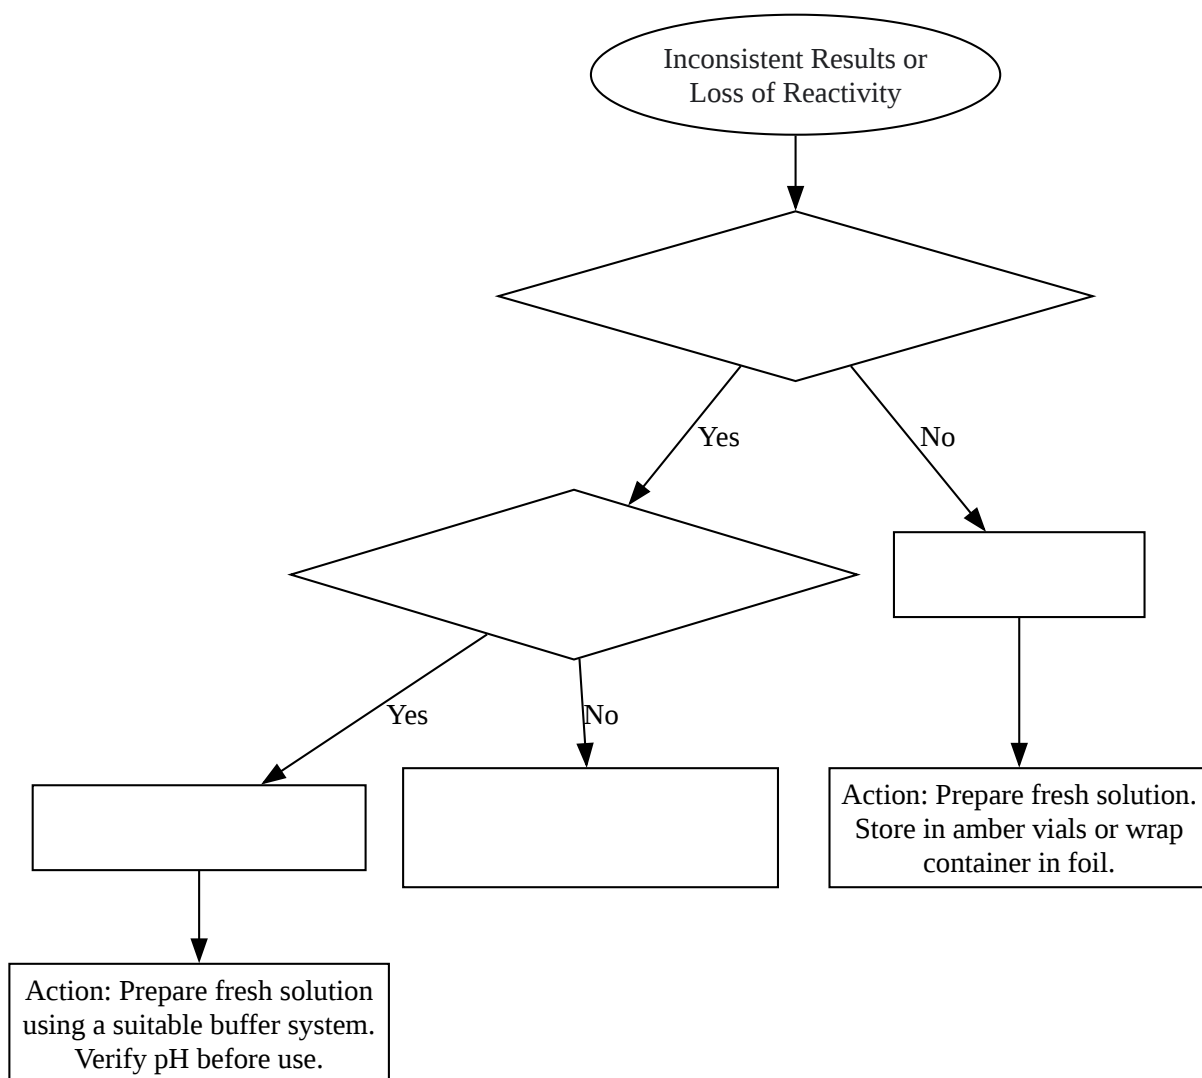 Inconsistent Results or
Loss of Reactivity
Yes
No
Yes
No
Action: Prepare fresh solution.
Store in amber vials or wrap
container in foil.
Action: Prepare fresh solution
using a suitable buffer system.
Verify pH before use.